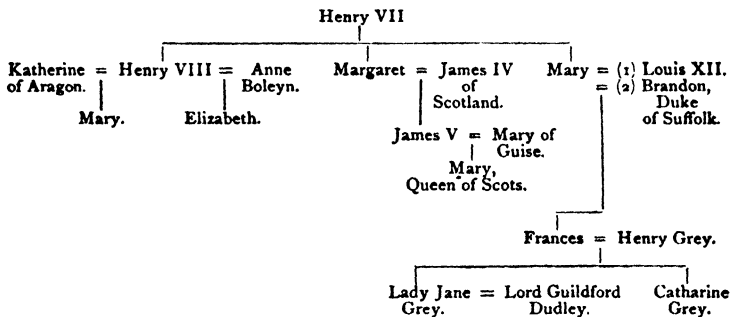 Henry VII
Katherine = Henry VIII = Anne Margaret = James IV Mary = (1) Louis XII.
of Aragon. Boleyn. of = (2) Brandon,
Scotland. Duke
Mary. Elizabeth. of Suffolk.
James V = Mary of
Guise.
Mary,
Queen of Scots.
Frances = Henry Grey.
Lady Jane = Lord Guildford Catharine
Grey. Dudley. Grey.